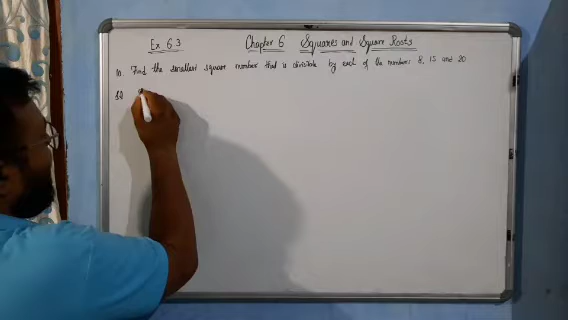 Ex 6.3 Chapter 6 Squares and Square Roots
10. Find the smallest square number that is divisible by each of the numbers 8, 15 and 20